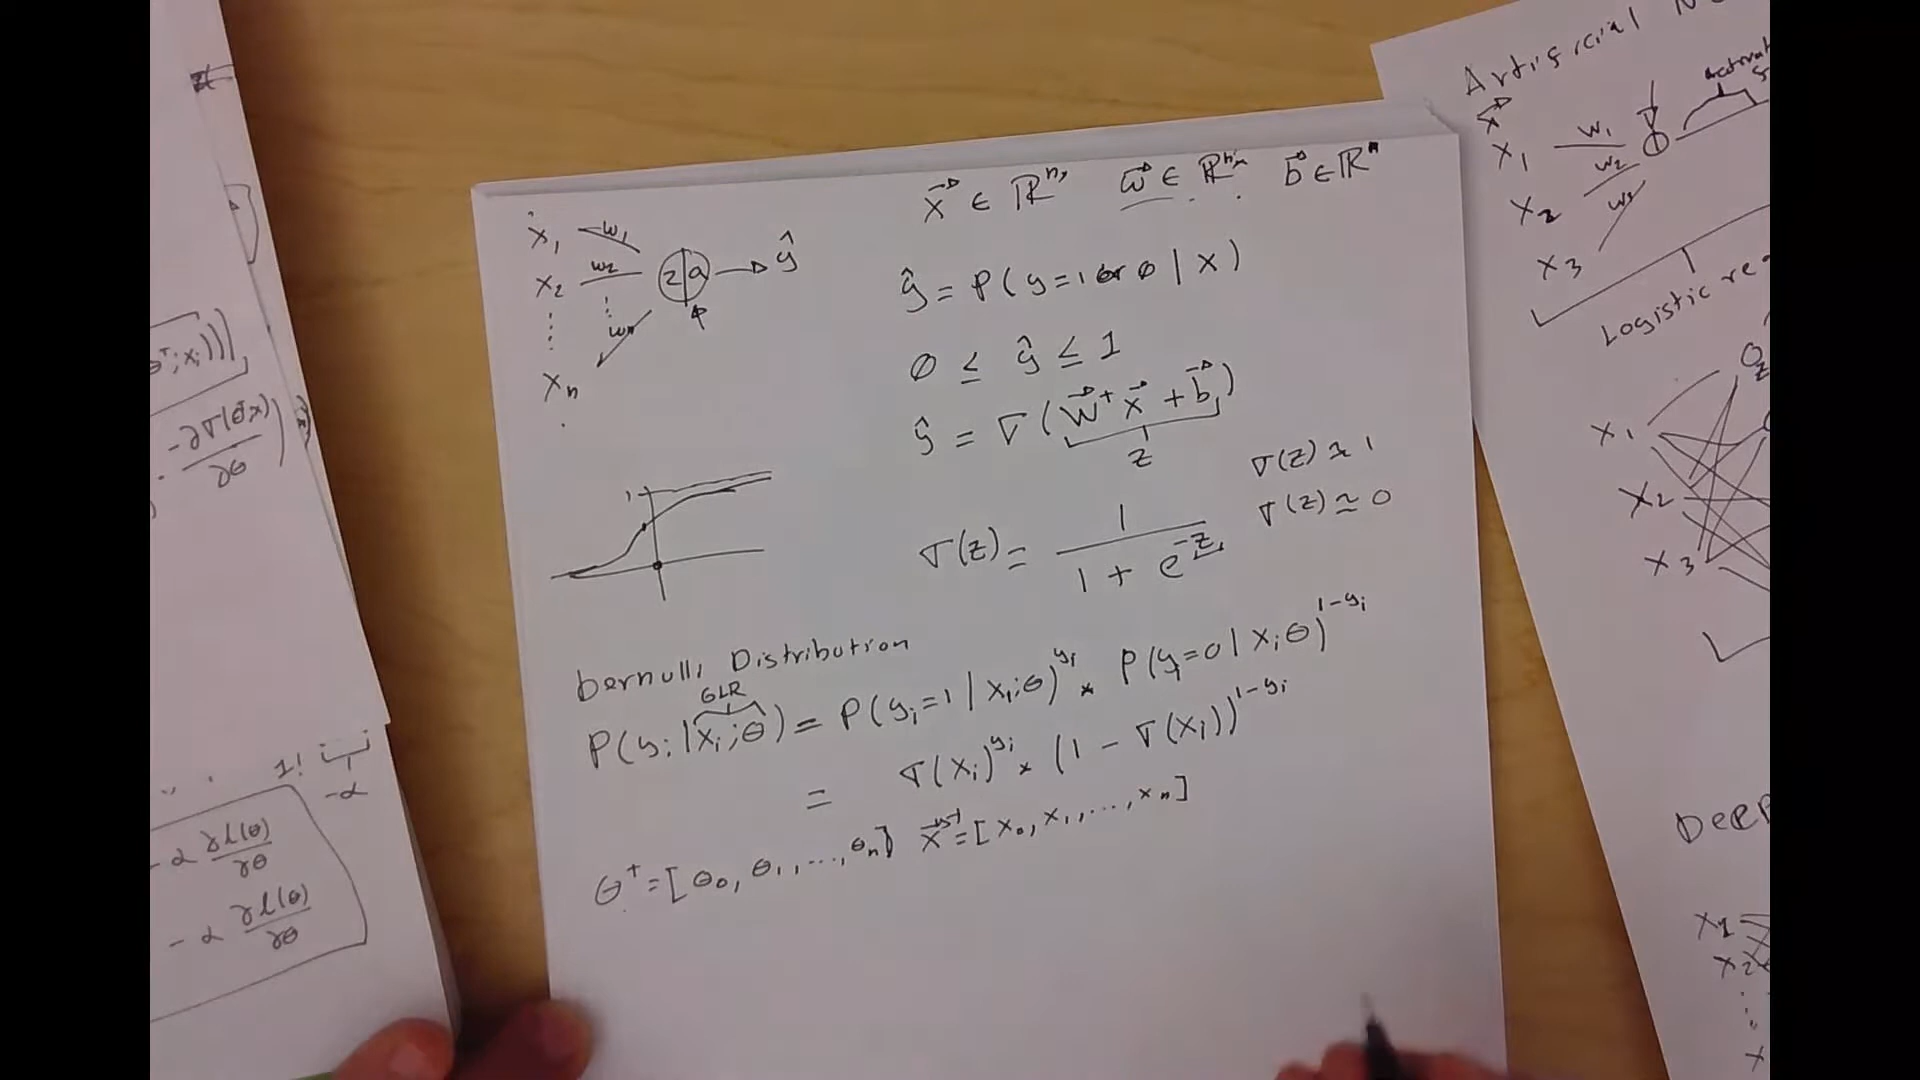 x₁ w₁
x₂ w₂ z|a → ŷ
⋮ ⋮ wₙ
xₙ
x⃗ ∈ ℝⁿ, w⃗ ∈ b⃗ ∈ ℝⁿ
ŷ = P(y=1 or 0 | X)
0 ≤ ŷ ≤ 1
ŷ = σ(w⃗ᵀ x⃗ + b⃗)
z
1
σ(z) ≃ 1
σ(z) ≃ 0
σ(z) = 1 / (1 + e^(-z))
bernulli Distribution
GLR
P(yᵢ | xᵢ;θ) = P(yᵢ=1 | xᵢ;θ)^(yᵢ) * P(yᵢ=0 | xᵢ;θ)^(1-yᵢ)
= σ(xᵢ)^(yᵢ) * (1 - σ(xᵢ))^(1-yᵢ)
θᵀ = [θ₀, θ₁, ..., θₙ] = [x₀, x₁, ..., xₙ]
;xᵢ)))
-∂σ(θᵀx)
∂θ
1!
-α
- α ∂l(θ)
∂θ
- α ∂l(θ)
∂θ
Artificial
x⃗
x₁ w₁
x₂ w₂
x₃ w₃
Logistic re
x₁
x₂
x₃
Deep
x₁
x₂
⋮
x